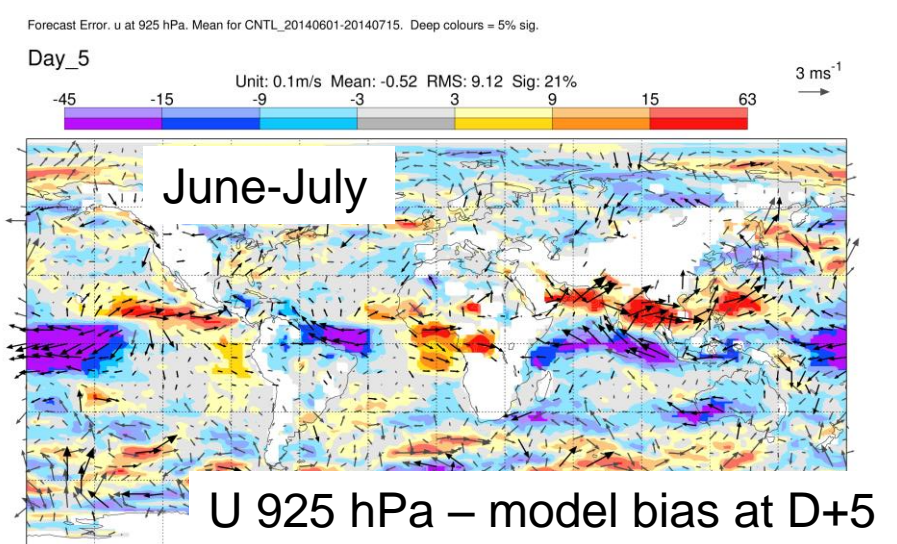 Forecast Error. u at 925 hPa. Mean for CNTL_20140601-20140715. Deep colours = 5% sig.
Day_5
Unit: 0.1m/s Mean: -0.52 RMS: 9.12 Sig: 21%
3 ms-1
-45 -15 -9 -3 3 9 15 63
June-July
U 925 hPa – model bias at D+5